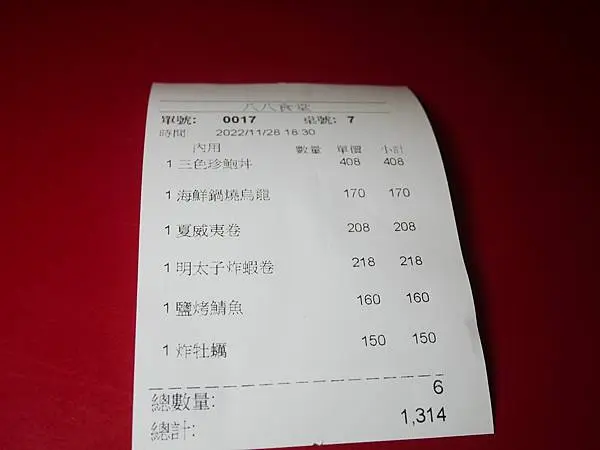 八八食堂
單號: 0017 桌號: 7
時間 2022/11/28 18:30
內用 數量 單價 小計
1 三色珍鮑丼 408 408
1 海鮮鍋燒烏龍 170 170
1 夏威夷卷 208 208
1 明太子炸蝦卷 218 218
1 鹽烤鯖魚 160 160
1 炸牡蠣 150 150
總數量: 6
總計: 1,314